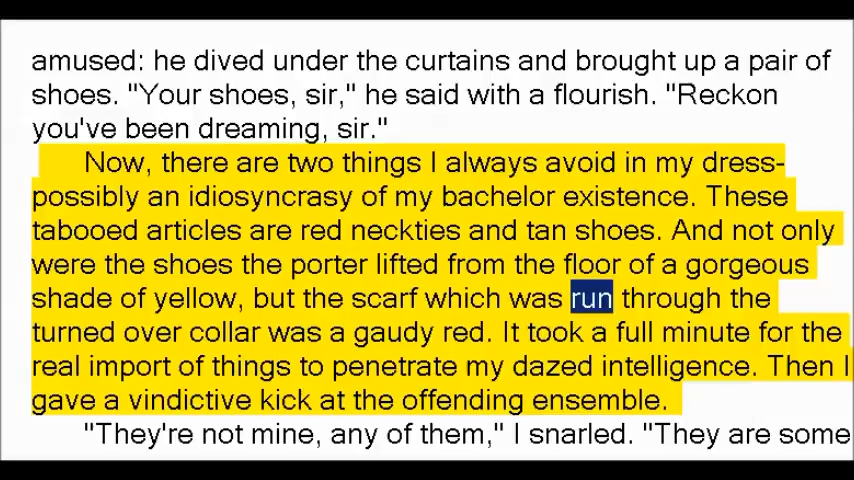 amused: he dived under the curtains and brought up a pair of
shoes. "Your shoes, sir," he said with a flourish. "Reckon
you've been dreaming, sir."
Now, there are two things I always avoid in my dress-
possibly an idiosyncrasy of my bachelor existence. These
tabooed articles are red neckties and tan shoes. And not only
were the shoes the porter lifted from the floor of a gorgeous
shade of yellow, but the scarf which was run through the
turned over collar was a gaudy red. It took a full minute for the
real import of things to penetrate my dazed intelligence. Then I
gave a vindictive kick at the offending ensemble.
"They're not mine, any of them," I snarled. "They are some